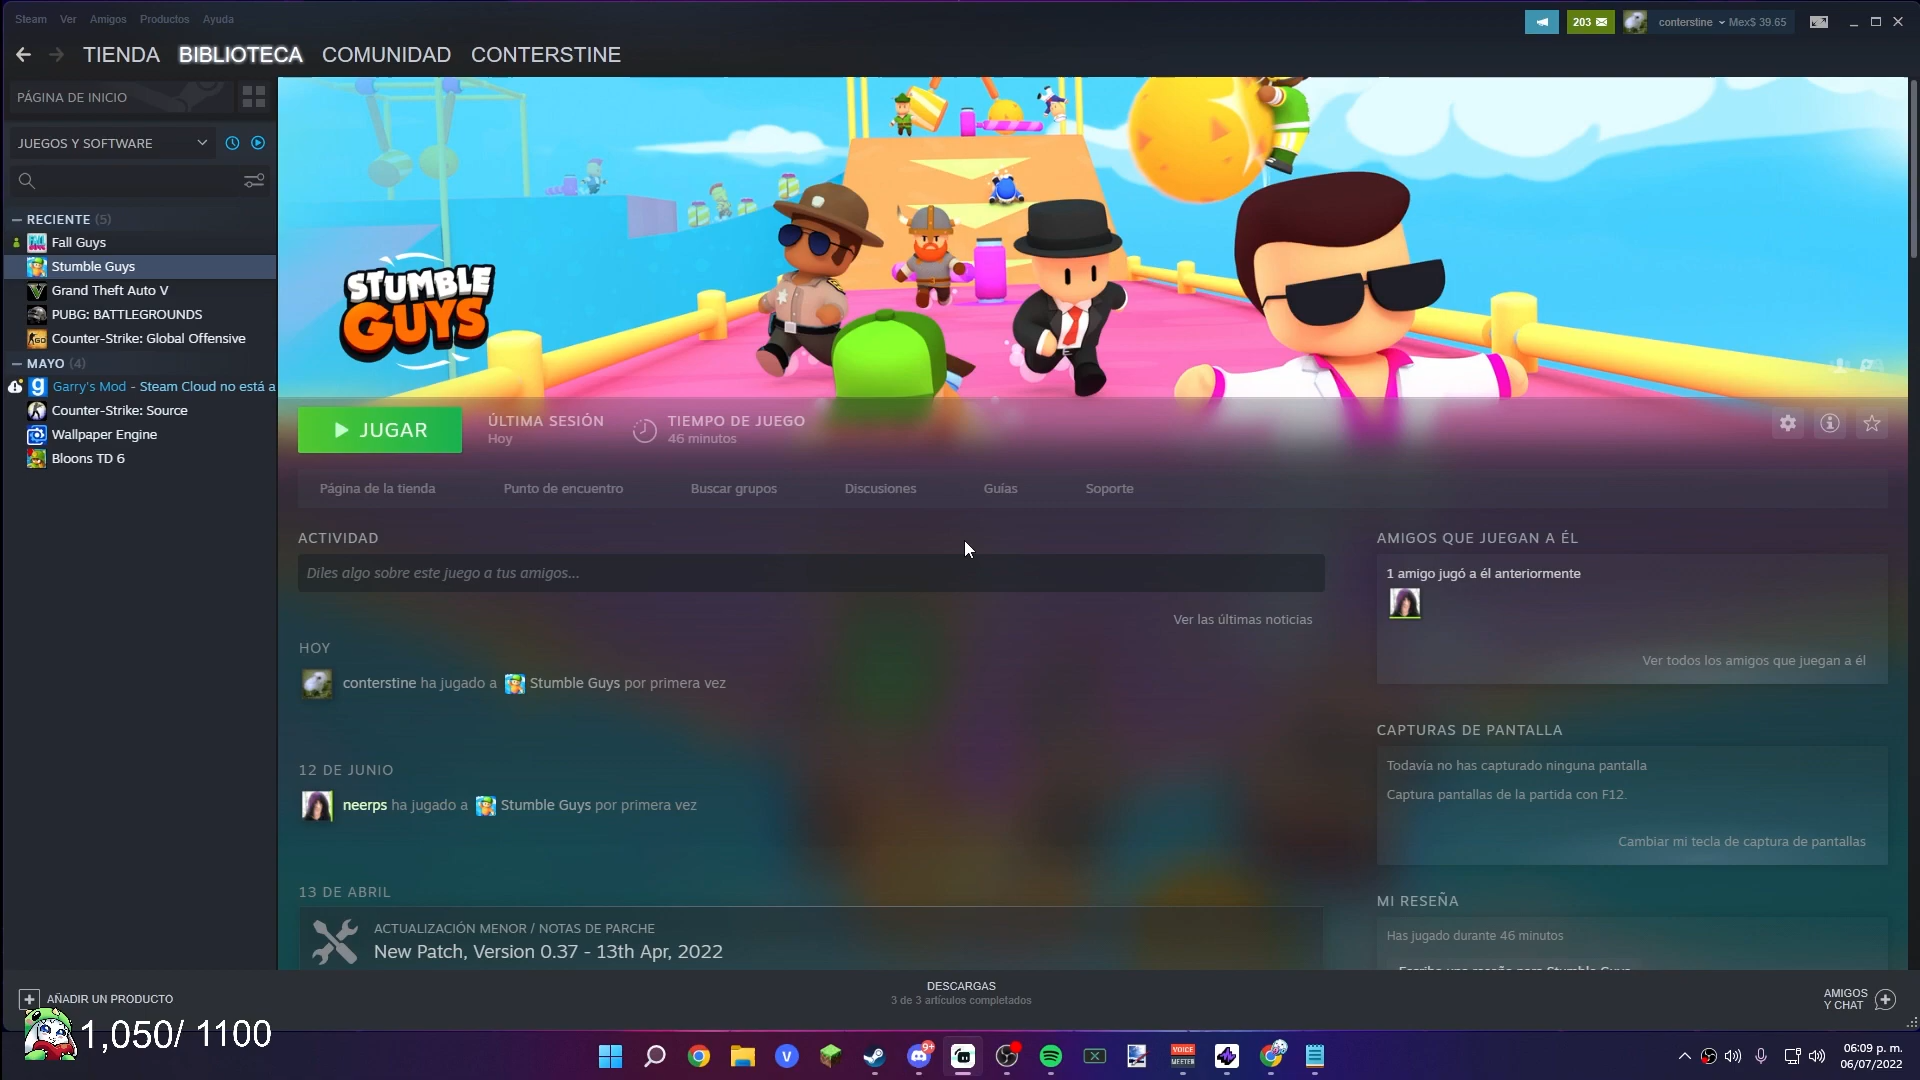 Steam Ver Amigos Productos Ayuda
203
conterstine Mex$ 39.65
TIENDA BIBLIOTECA COMUNIDAD CONTERSTINE
PÁGINA DE INICIO
JUEGOS Y SOFTWARE
RECIENTE (5)
Fall Guys
Stumble Guys
Grand Theft Auto V
PUBG: BATTLEGROUNDS
Counter-Strike: Global Offensive
MAYO (4)
Garry's Mod - Steam Cloud no está a
Counter-Strike: Source
Wallpaper Engine
Bloons TD 6
STUMBLE
GUYS
JUGAR
ÚLTIMA SESIÓN
Hoy
TIEMPO DE JUEGO
46 minutos
Página de la tienda Punto de encuentro Buscar grupos Discusiones Guías Soporte
ACTIVIDAD
Diles algo sobre este juego a tus amigos...
Ver las últimas noticias
HOY
conterstine ha jugado a Stumble Guys por primera vez
12 DE JUNIO
neerps ha jugado a Stumble Guys por primera vez
13 DE ABRIL
ACTUALIZACIÓN MENOR / NOTAS DE PARCHE
New Patch, Version 0.37 - 13th Apr, 2022
AMIGOS QUE JUEGAN A ÉL
1 amigo jugó a él anteriormente
Ver todos los amigos que juegan a él
CAPTURAS DE PANTALLA
Todavía no has capturado ninguna pantalla
Captura pantallas de la partida con F12.
Cambiar mi tecla de captura de pantallas
MI RESEÑA
Has jugado durante 46 minutos
Escribe una reseña para Stumble Guys
AÑADIR UN PRODUCTO
DESCARGAS
3 de 3 artículos completados
AMIGOS
Y CHAT
1,050/ 1100
9+
VOICE
MEETER
06:09 p. m.
06/07/2022